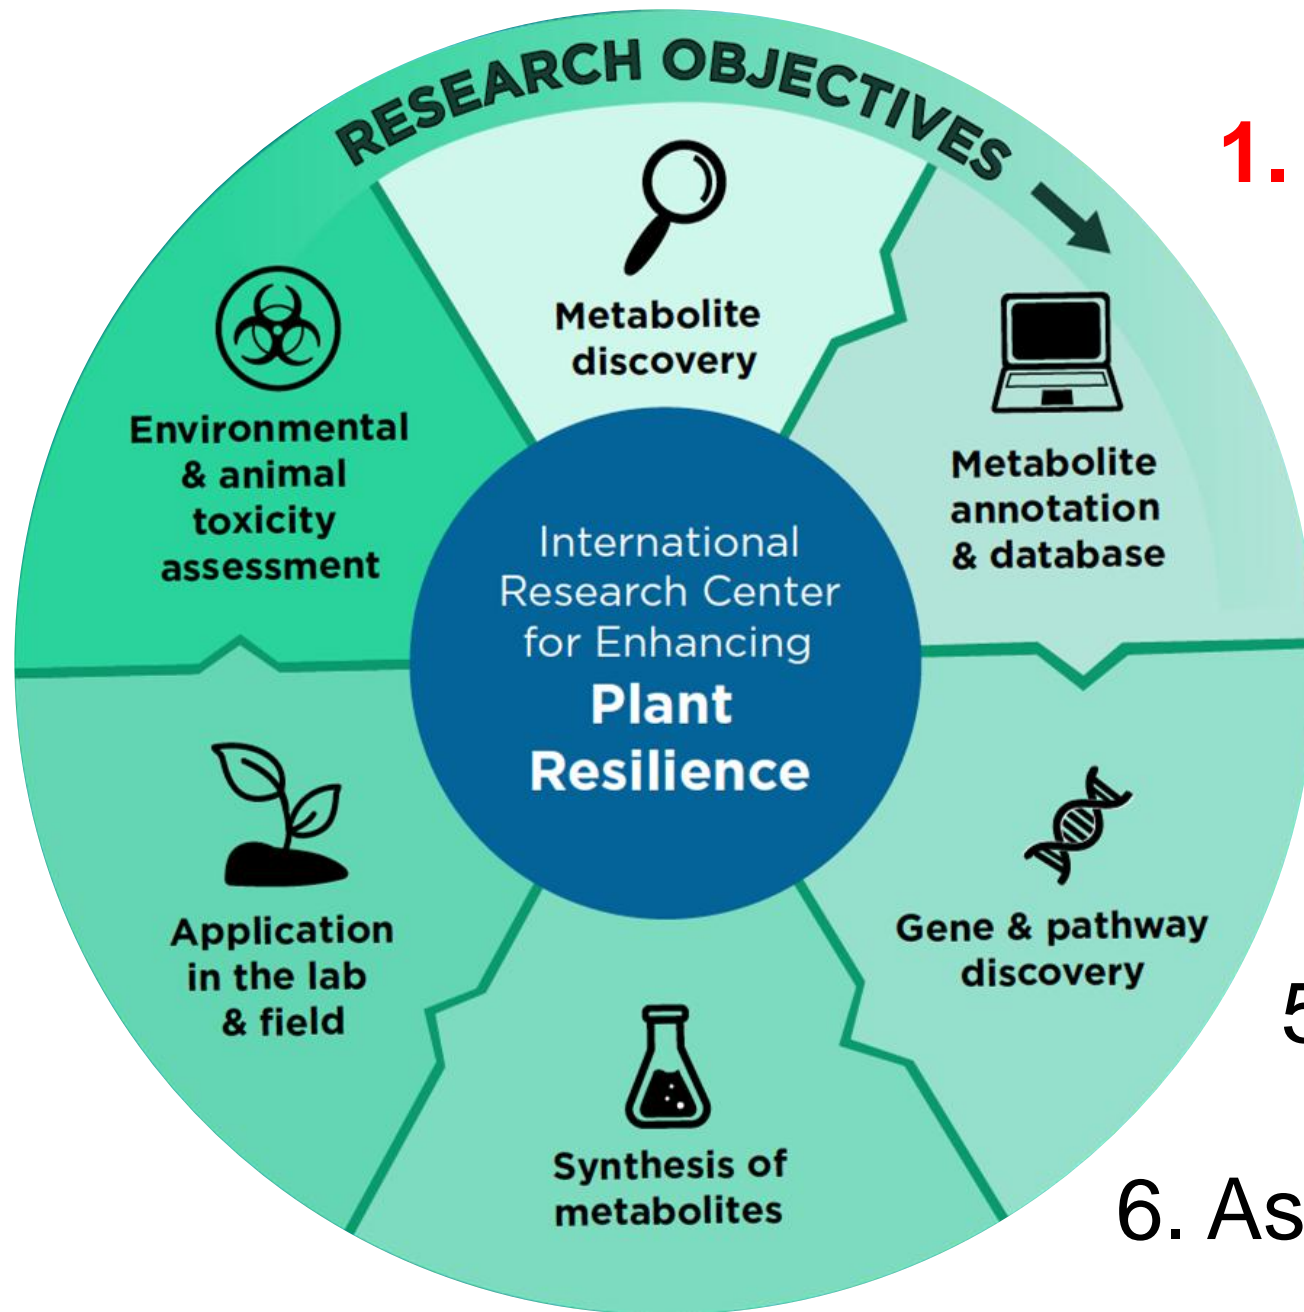 RESEARCH OBJECTIVES
1.
Metabolite
discovery
Metabolite
annotation
& database
Gene & pathway
discovery
Synthesis of
metabolites
Application
in the lab
& field
Environmental
& animal
toxicity
assessment
International
Research Center
for Enhancing
Plant
Resilience
5
6. As